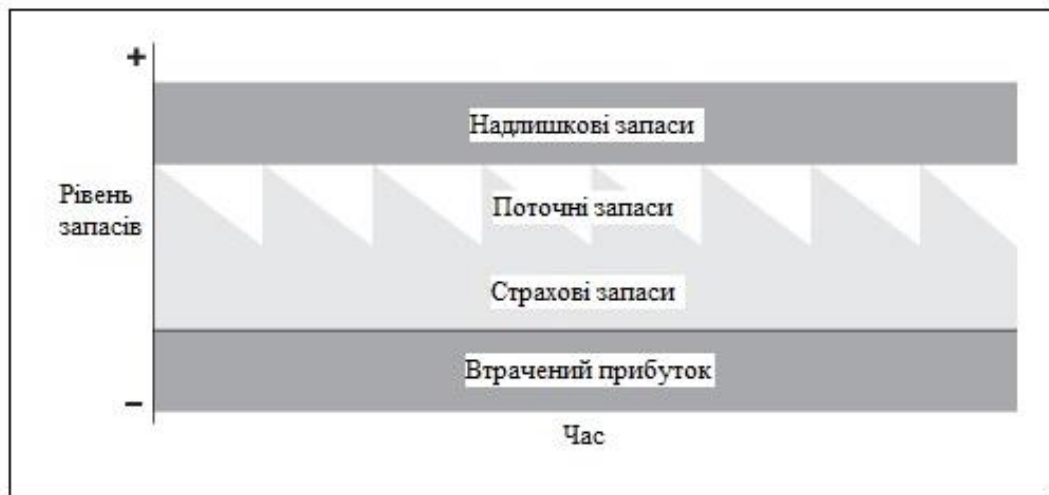 +
Надлишкові запаси
Рівень
запасів
Поточні запаси
Страхові запаси
Втрачений прибуток
–
Час